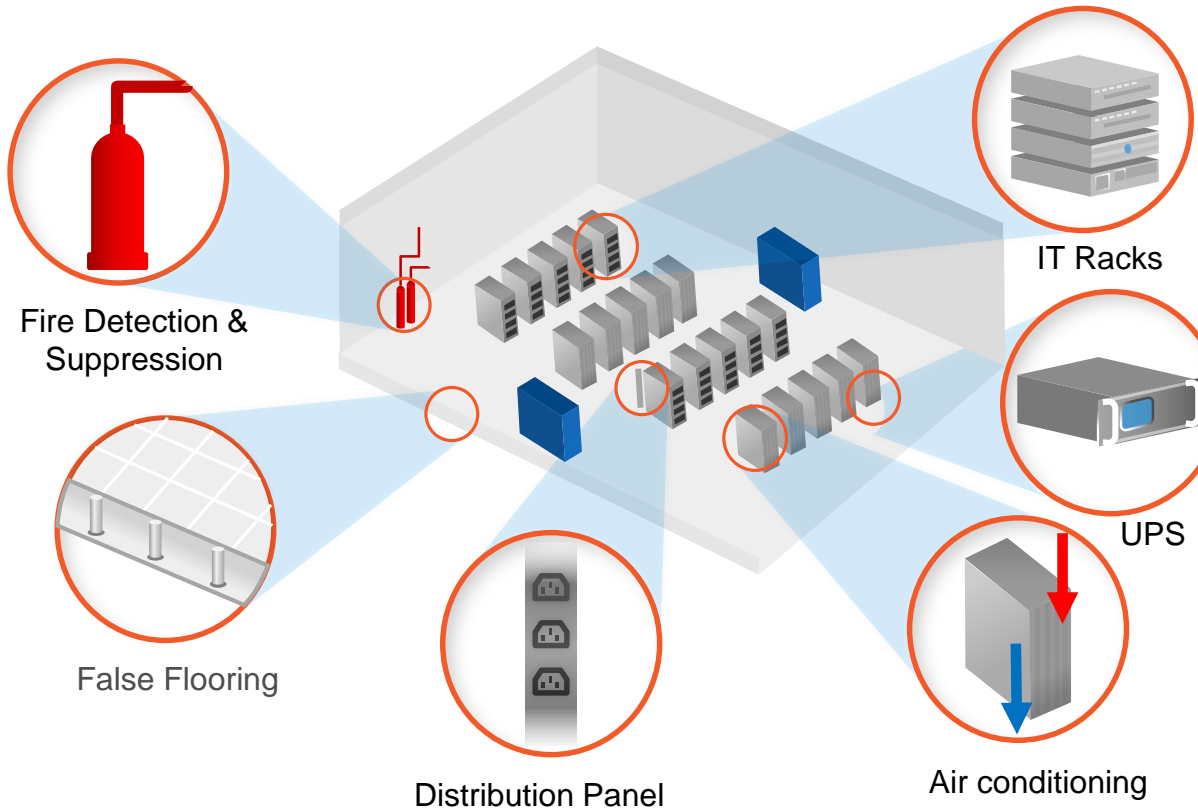 IT Racks
Fire Detection &
Suppression
UPS
False Flooring
Distribution Panel
Air conditioning